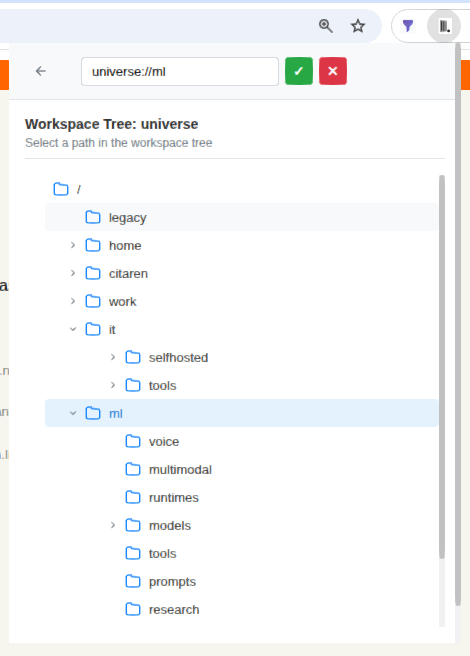 universe://ml
Workspace Tree: universe
Select a path in the workspace tree
/
legacy
home
citaren
work
it
selfhosted
tools
ml
voice
multimodal
runtimes
models
tools
prompts
research